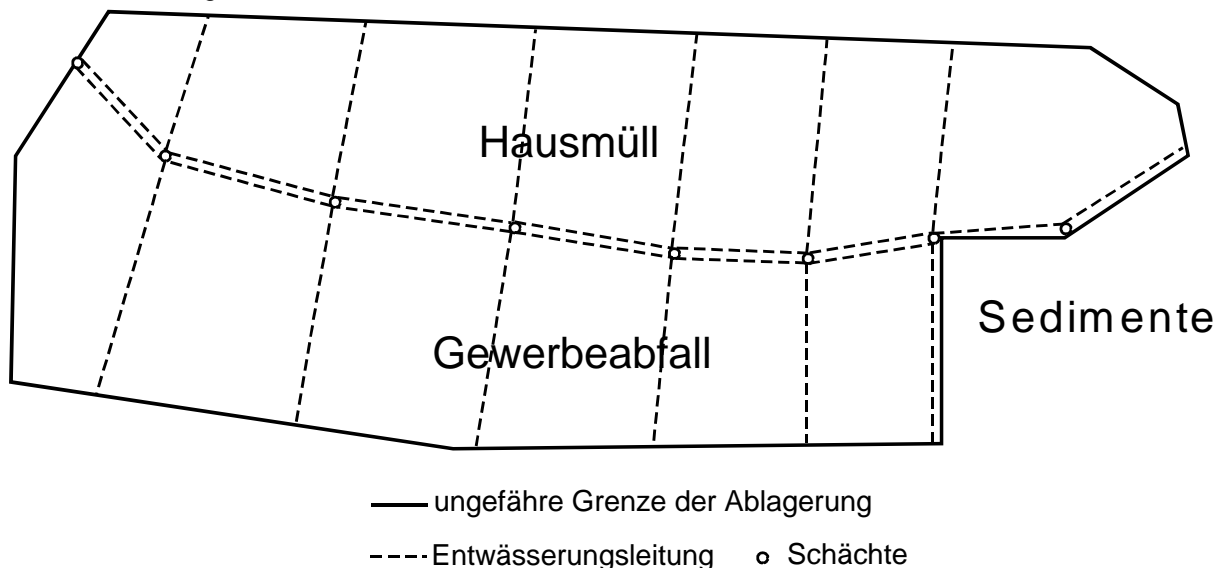 Hausmüll
Gewerbeabfall
Sedimente
ungefähre Grenze der Ablagerung
Entwässerungsleitung
Schächte